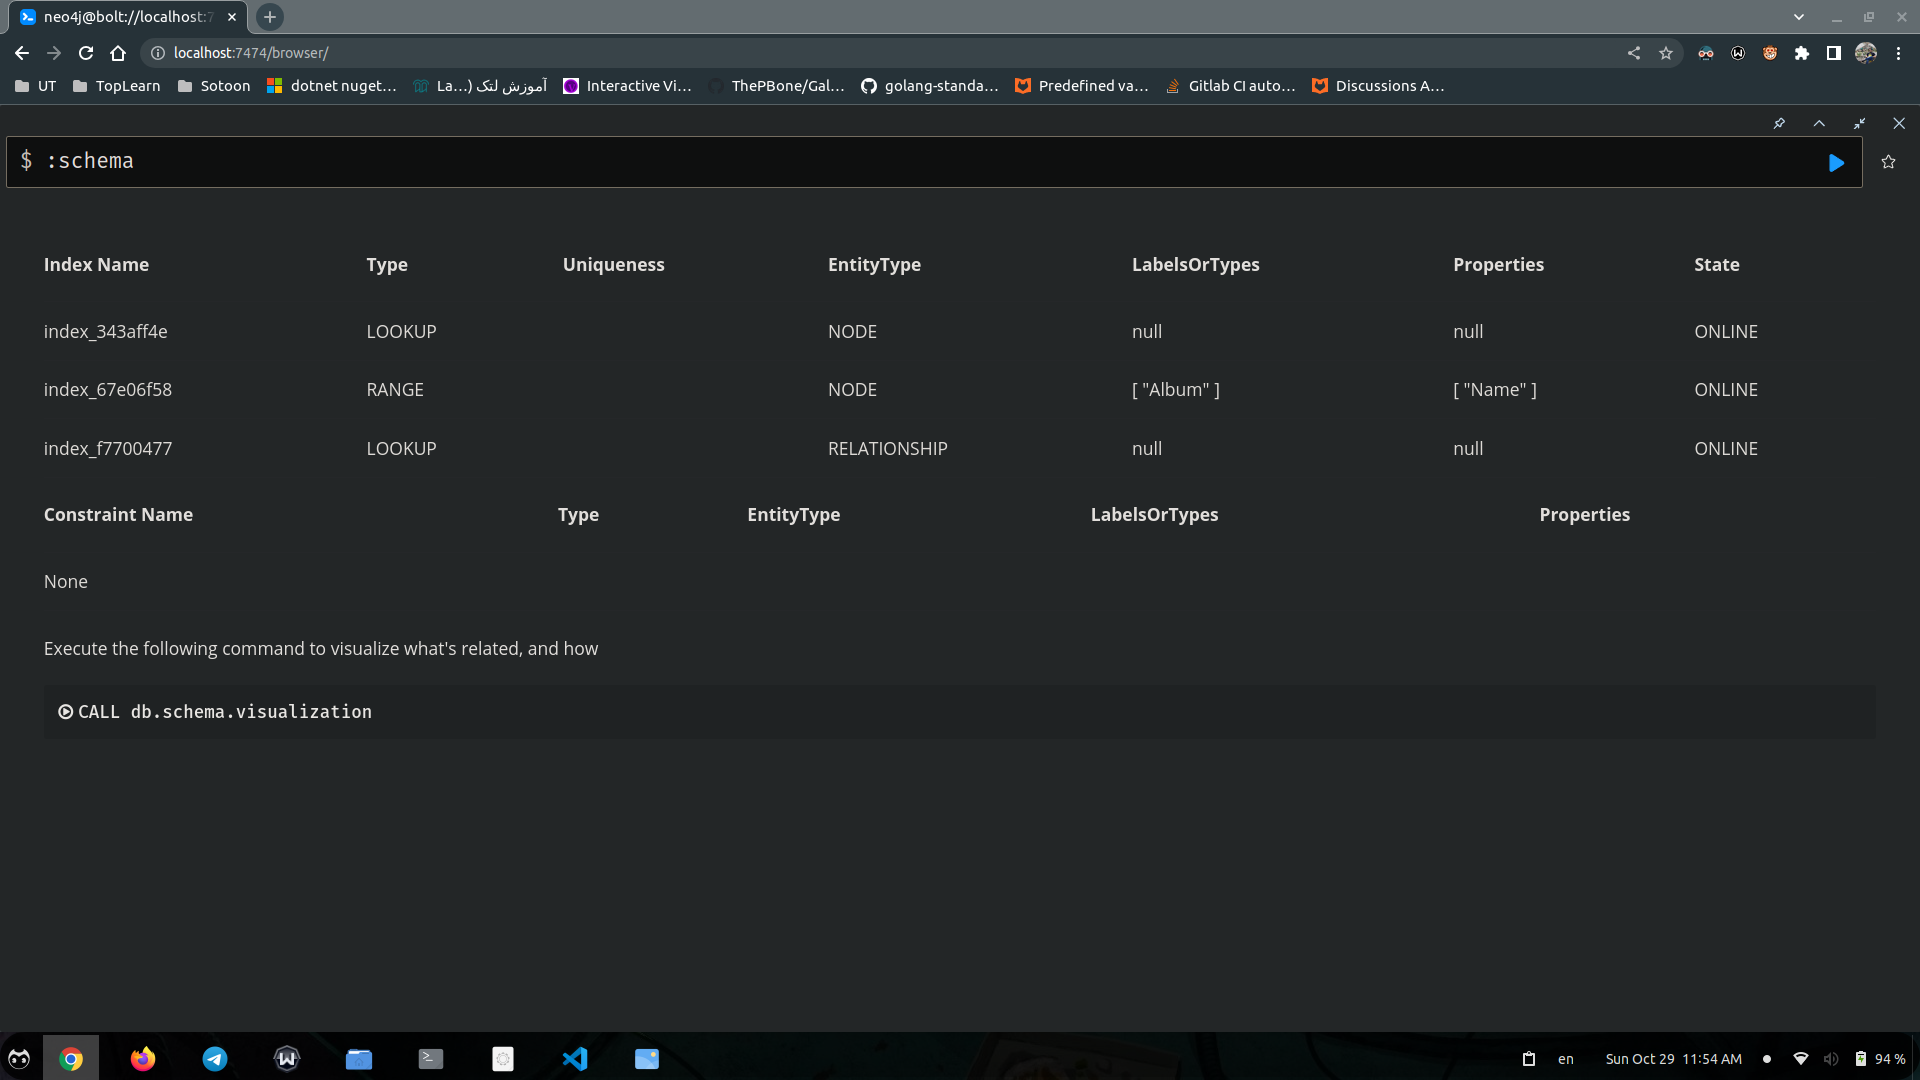 neo4j@bolt://localhost:7
localhost:7474/browser/
UT TopLearn Sotoon dotnet nuget... La...) آموزش لتک Interactive Vi... ThePBone/Gal... golang-standa... Predefined va... Gitlab CI auto... Discussions A...
$ :schema
Index Name Type Uniqueness EntityType LabelsOrTypes Properties State
index_343aff4e LOOKUP NODE null null ONLINE
index_67e06f58 RANGE NODE [ "Album" ] [ "Name" ] ONLINE
index_f7700477 LOOKUP RELATIONSHIP null null ONLINE
Constraint Name Type EntityType LabelsOrTypes Properties
None
Execute the following command to visualize what's related, and how
CALL db.schema.visualization
en Sun Oct 29 11:54 AM 94 %